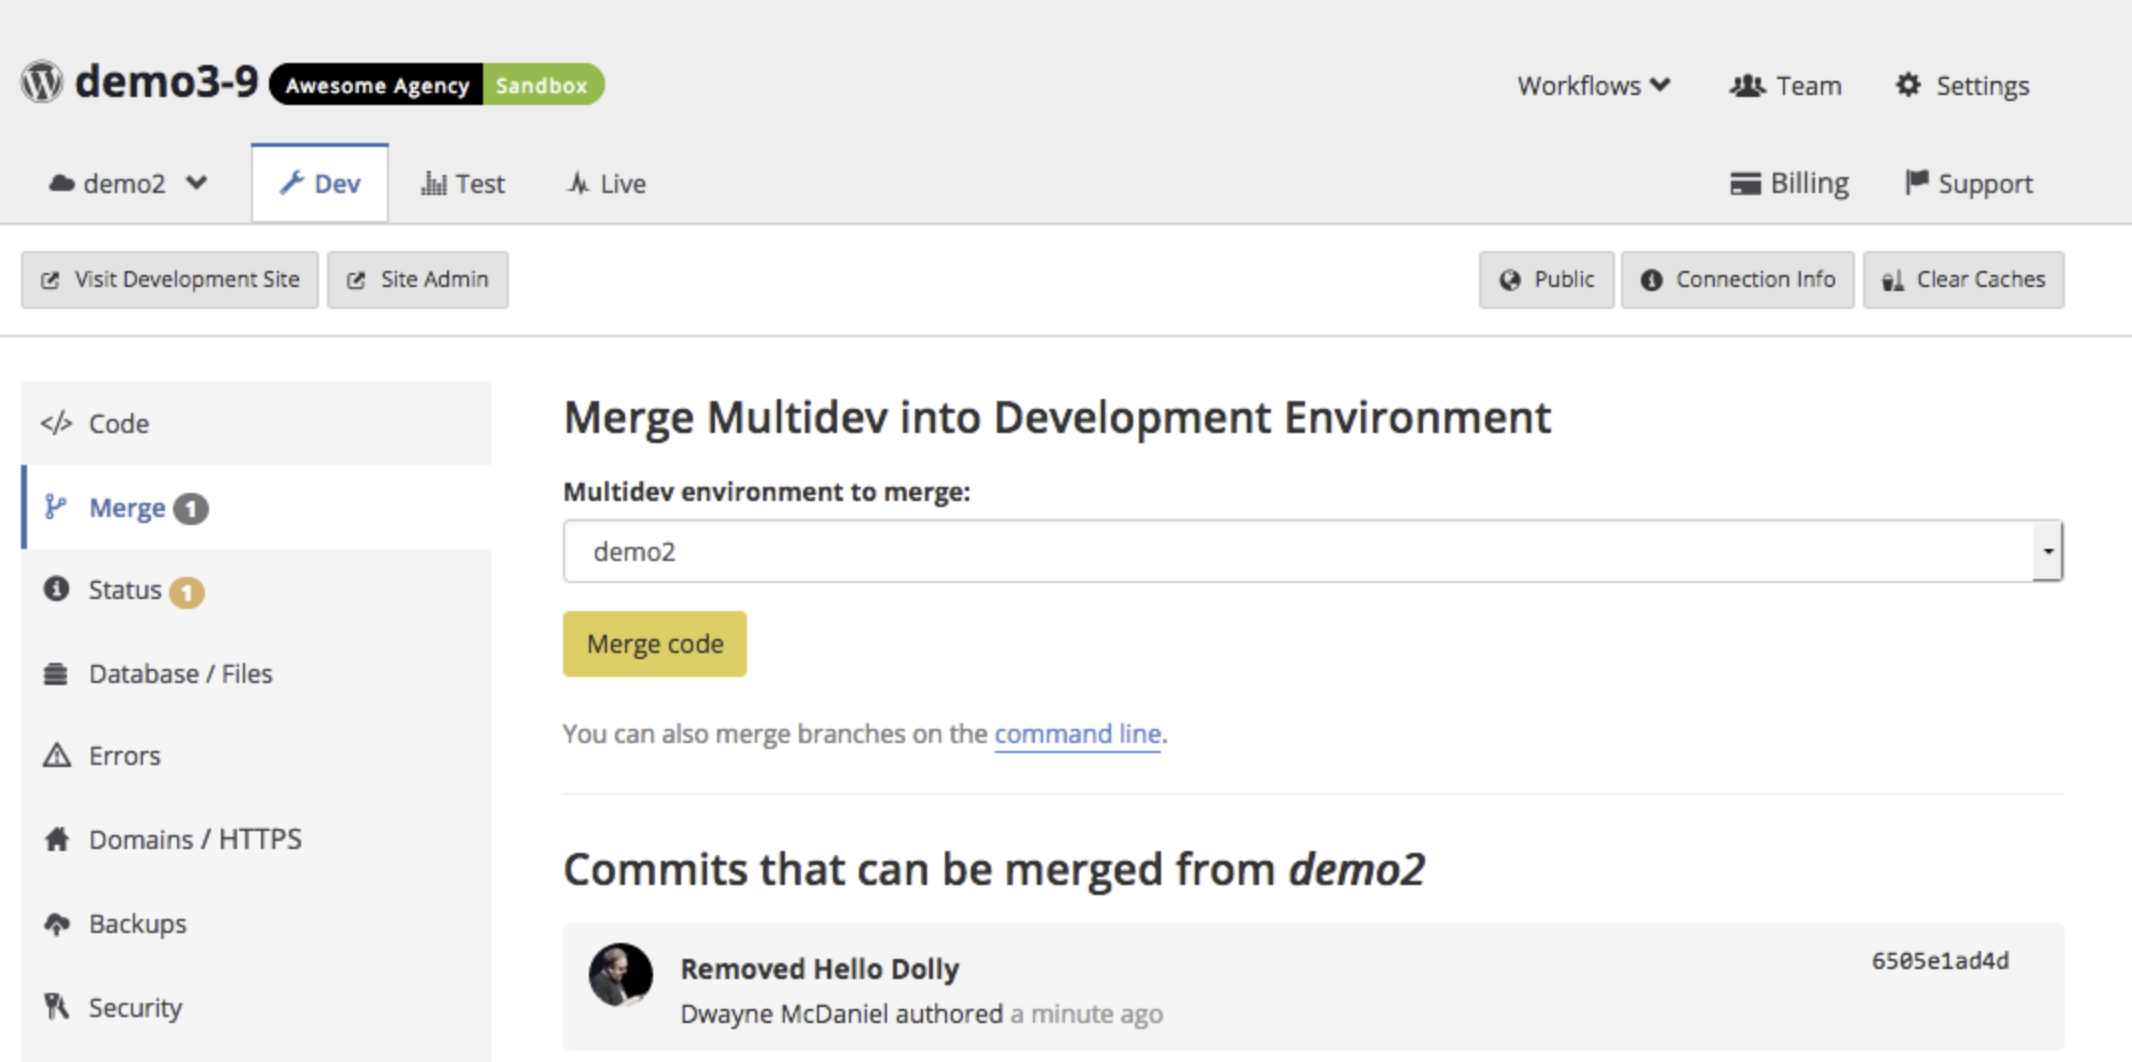 demo3-9 Awesome Agency Sandbox
Workflows Team Settings
demo2 Dev Test Live
Billing Support
Visit Development Site Site Admin
Public Connection Info Clear Caches
</> Code
Merge 1
Status 1
Database / Files
Errors
Domains / HTTPS
Backups
Security
Merge Multidev into Development Environment
Multidev environment to merge:
demo2
Merge code
You can also merge branches on the command line.
Commits that can be merged from demo2
Removed Hello Dolly
6505e1ad4d
Dwayne McDaniel authored a minute ago